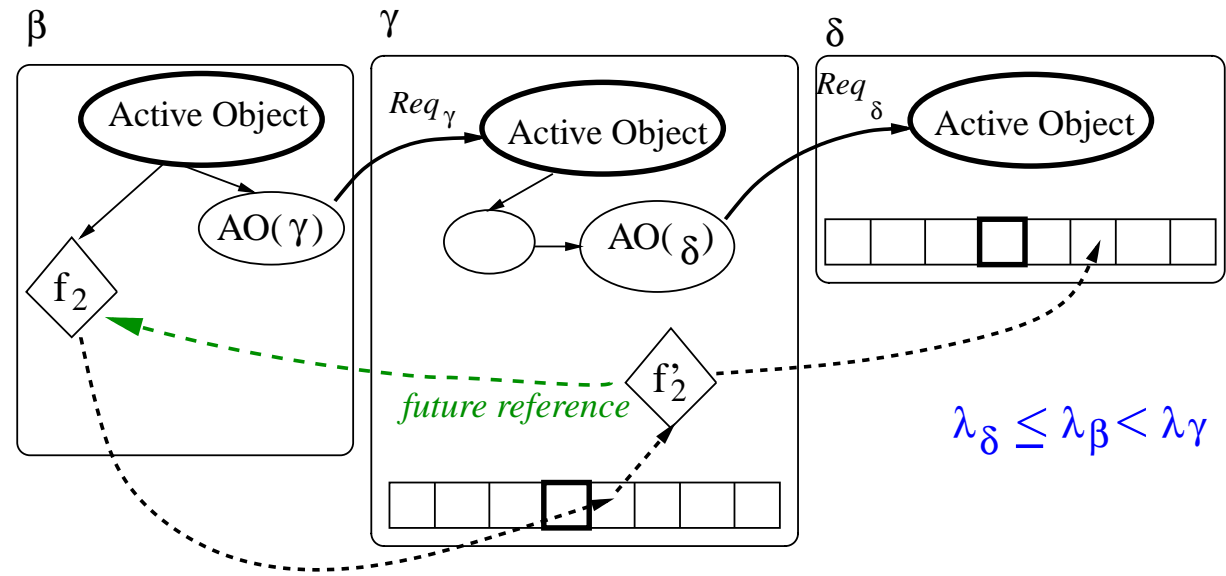 β
γ
δ
Active Object
Req γ
Active Object
Req δ
Active Object
AO(γ)
AO(δ)
f2
f'2
future reference
λδ ≤ λβ < λγ